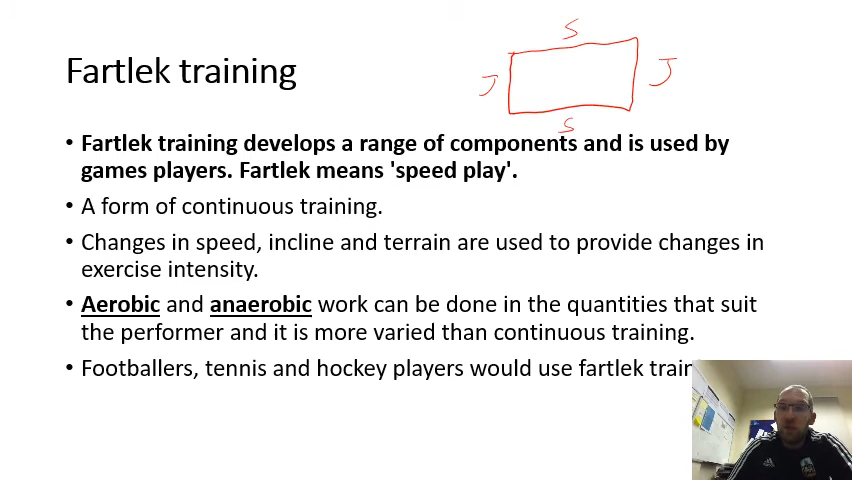 S
Fartlek training
J
J
S
• Fartlek training develops a range of components and is used by
games players. Fartlek means 'speed play'.
• A form of continuous training.
• Changes in speed, incline and terrain are used to provide changes in
exercise intensity.
• Aerobic and anaerobic work can be done in the quantities that suit
the performer and it is more varied than continuous training.
• Footballers, tennis and hockey players would use fartlek train